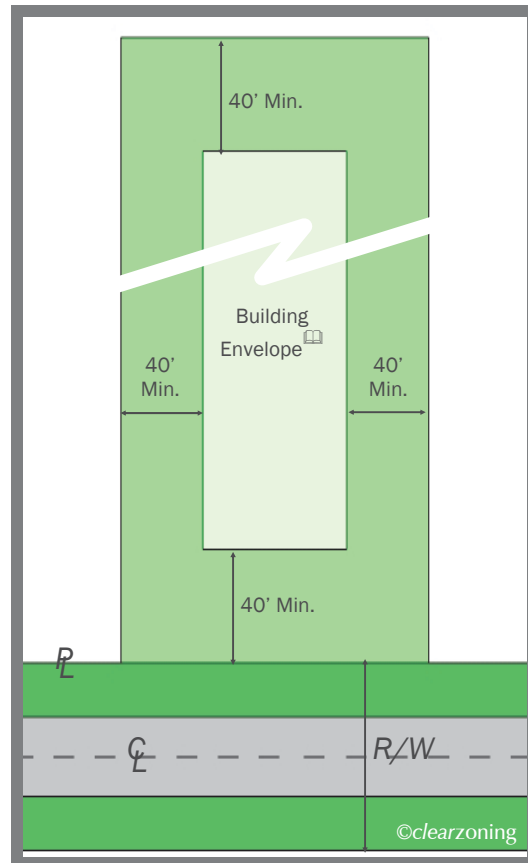 40’ Min.
Building
Envelope
40’
Min.
40’
Min.
40’ Min.
PL
CL
R/W
©clearzoning